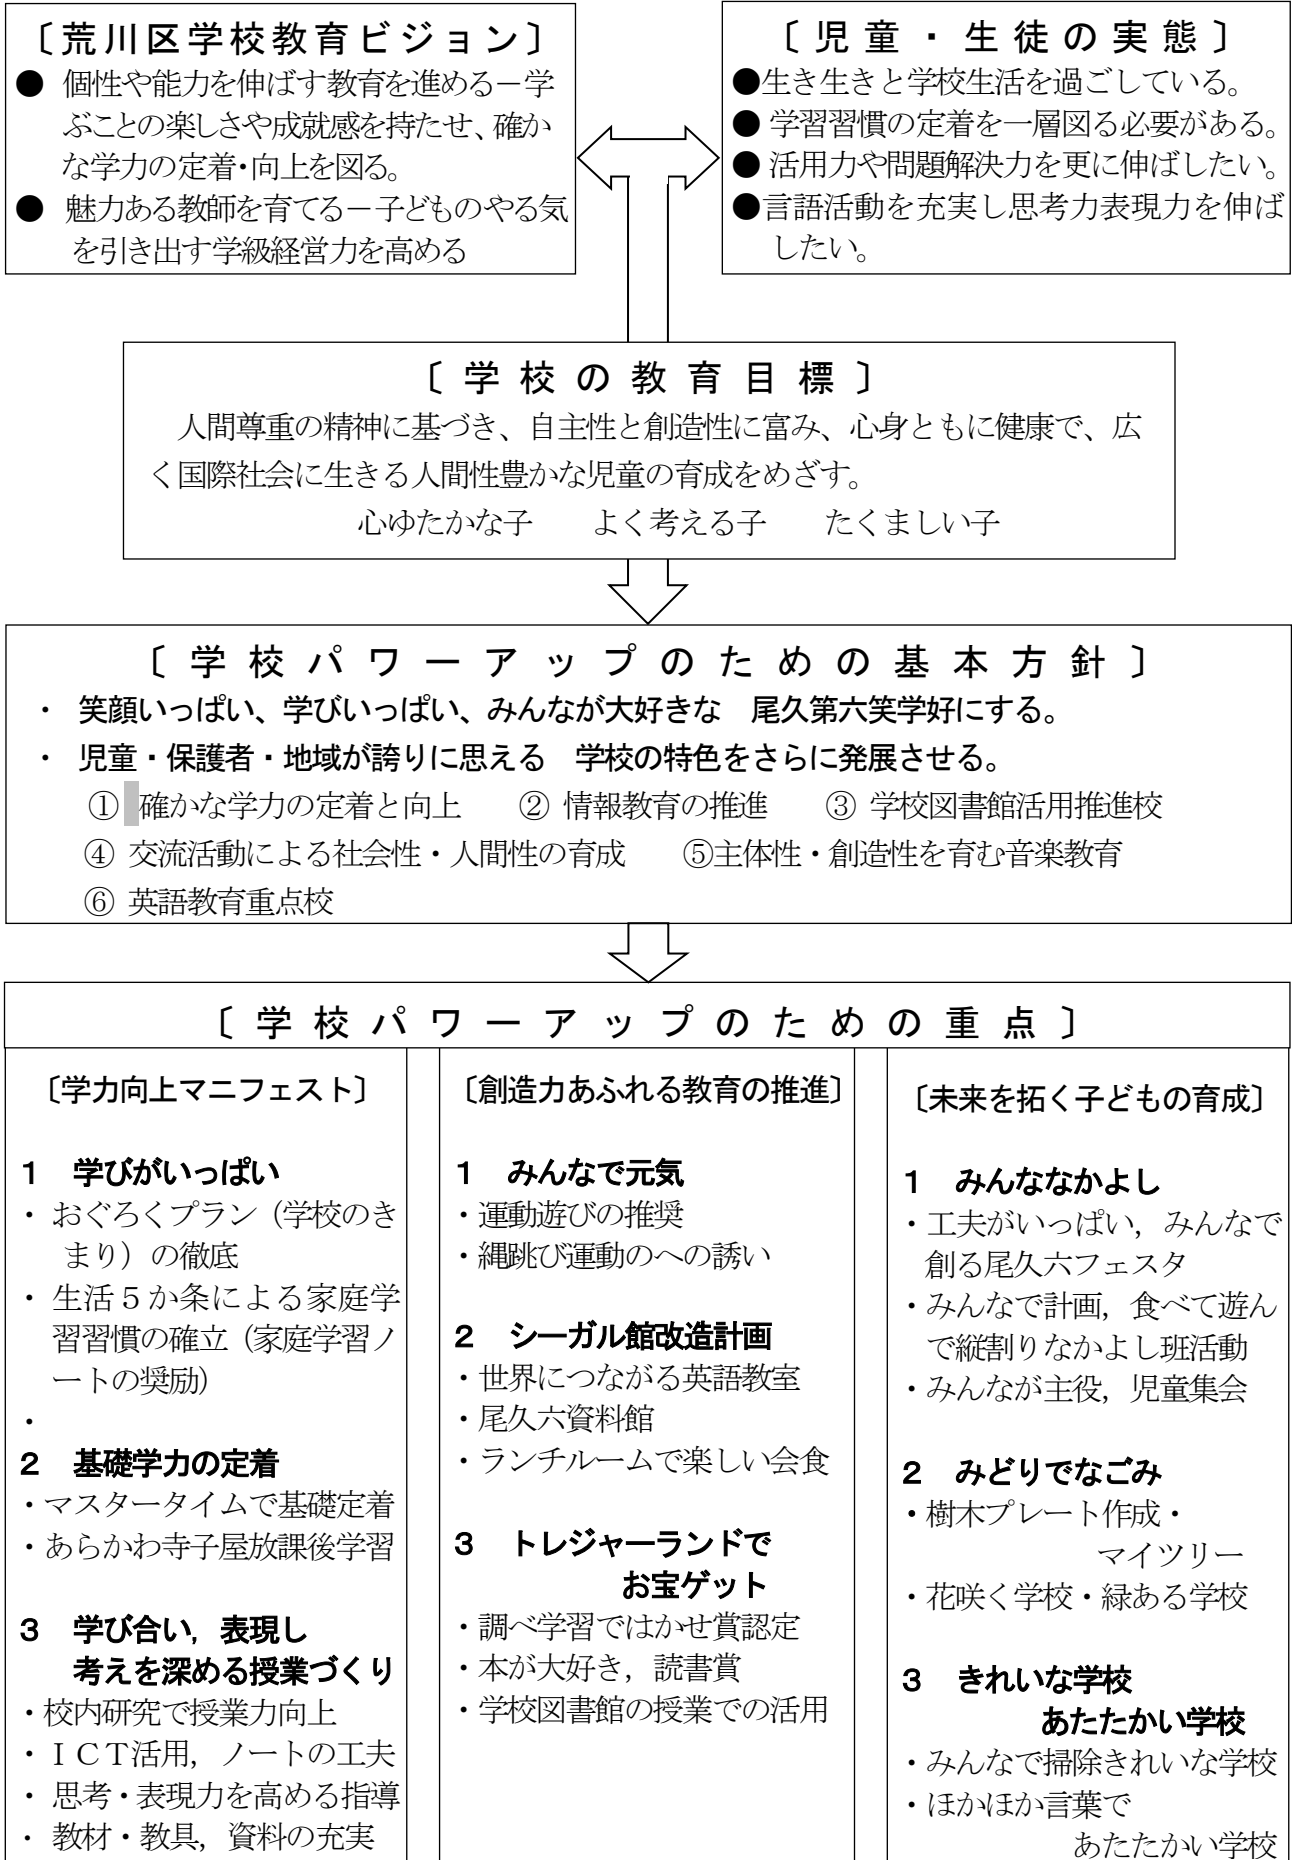 〔荒川区学校教育ビジョン〕
● 個性や能力を伸ばす教育を進める－学
ぶことの楽しさや成就感を持たせ、確か
な学力の定着・向上を図る。
● 魅力ある教師を育てる－子どものやる気
を引き出す学級経営力を高める
〔児童・生徒の実態〕
●生き生きと学校生活を過ごしている。
● 学習習慣の定着を一層図る必要がある。
● 活用力や問題解決力を更に伸ばしたい。
●言語活動を充実し思考力表現力を伸ば
したい。
〔学校の教育目標〕
人間尊重の精神に基づき、自主性と創造性に富み、心身ともに健康で、広
く国際社会に生きる人間性豊かな児童の育成をめざす。
心ゆたかな子　　よく考える子　　たくましい子
〔学校パワーアップのための基本方針〕
・ 笑顔いっぱい、学びいっぱい、みんなが大好きな　尾久第六笑学好にする。
・ 児童・保護者・地域が誇りに思える　学校の特色をさらに発展させる。
① 確かな学力の定着と向上　　② 情報教育の推進　　③ 学校図書館活用推進校
④ 交流活動による社会性・人間性の育成　　⑤主体性・創造性を育む音楽教育
⑥ 英語教育重点校
〔学校パワーアップのための重点〕
〔学力向上マニフェスト〕
１　学びがいっぱい
・ おぐろくプラン（学校のき
まり）の徹底
・ 生活５か条による家庭学
習習慣の確立（家庭学習ノ
ートの奨励）
・
２　基礎学力の定着
・マスタータイムで基礎定着
・あらかわ寺子屋放課後学習
３　学び合い，表現し
考えを深める授業づくり
・校内研究で授業力向上
・ＩＣＴ活用，ノートの工夫
・ 思考・表現力を高める指導
・ 教材・教具，資料の充実
〔創造力あふれる教育の推進〕
１　みんなで元気
・運動遊びの推奨
・縄跳び運動のへの誘い
２　シーガル館改造計画
・世界につながる英語教室
・尾久六資料館
・ランチルームで楽しい会食
３　トレジャーランドで
お宝ゲット
・調べ学習ではかせ賞認定
・本が大好き，読書賞
・学校図書館の授業での活用
〔未来を拓く子どもの育成〕
１　みんななかよし
・工夫がいっぱい，みんなで
創る尾久六フェスタ
・みんなで計画，食べて遊ん
で縦割りなかよし班活動
・みんなが主役，児童集会
２　みどりでなごみ
・樹木プレート作成・
マイツリー
・花咲く学校・緑ある学校
３　きれいな学校
あたたかい学校
・みんなで掃除きれいな学校
・ほかほか言葉で
あたたかい学校